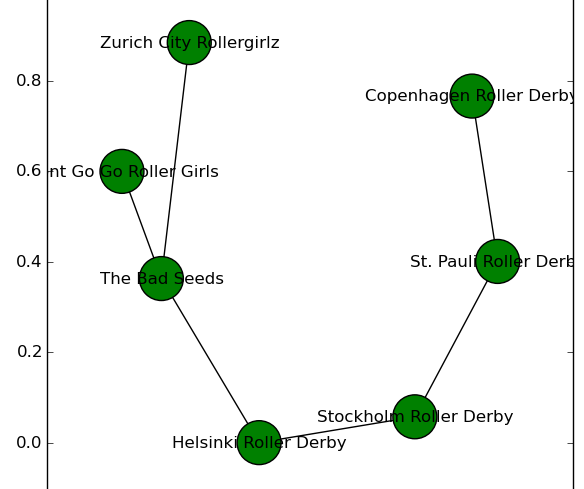 Zurich City Rollergirlz
0.8
Copenhagen Roller Derby
0.6
nt Go Go Roller Girls
0.4
St. Pauli Roller Derb
The Bad Seeds
0.2
Stockholm Roller Derby
0.0
Helsinki Roller Derby